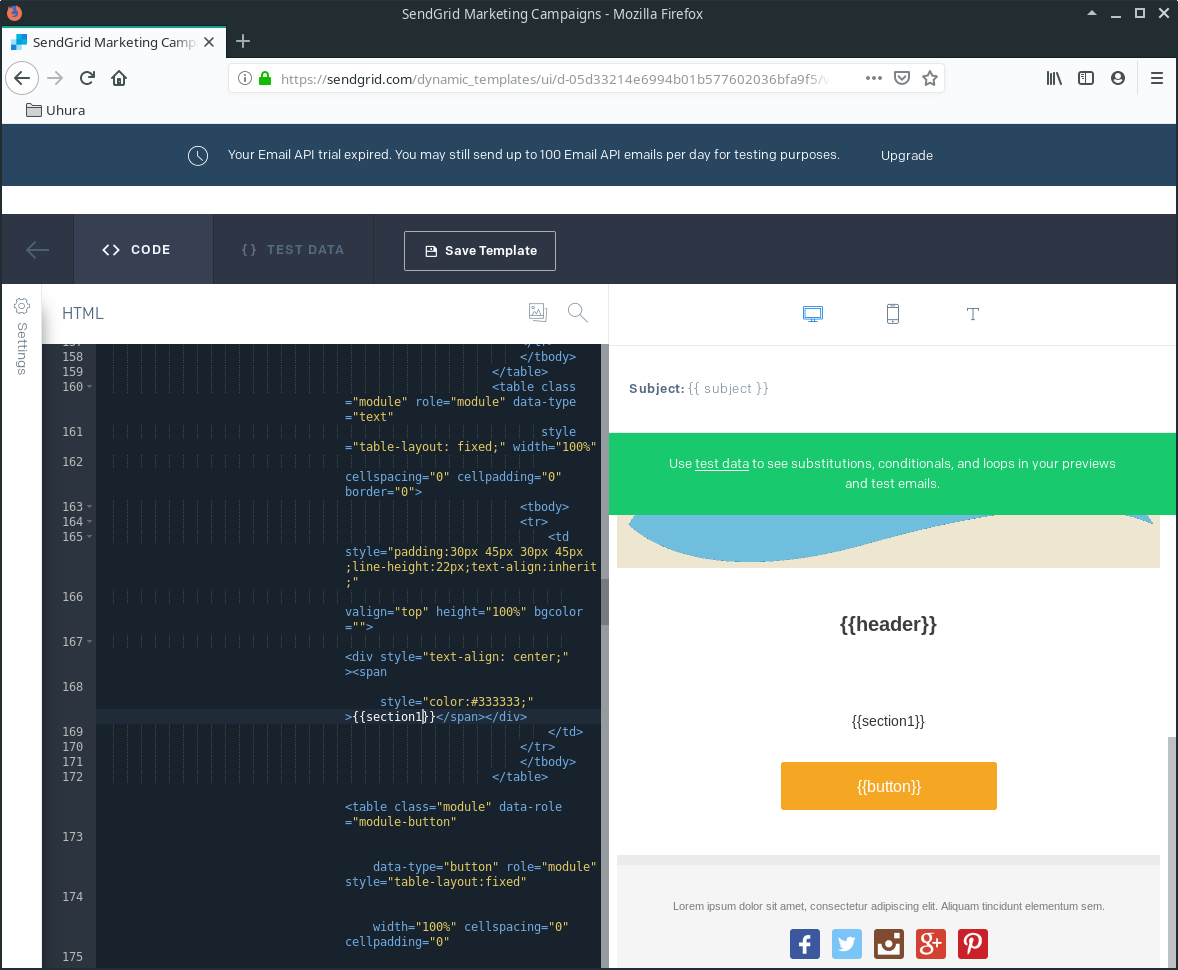 SendGrid Marketing Campaigns - Mozilla Firefox
SendGrid Marketing Camp
https://sendgrid.com/dynamic_templates/ui/d-05d33214e6994b01b577602036bfa9f5/v
Uhura
Your Email API trial expired. You may still send up to 100 Email API emails per day for testing purposes. Upgrade
<> CODE
{} TEST DATA
Save Template
Settings
HTML
158 </tbody>
159 </table>
160 <table class
="module" role="module" data-type
="text"
161 style
="table-layout: fixed;" width="100%"
162
cellspacing="0" cellpadding="0"
border="0">
163 <tbody>
164 <tr>
165 <td
style="padding:30px 45px 30px 45px
;line-height:22px;text-align:inherit
;"
166
valign="top" height="100%" bgcolor
="">
167
<div style="text-align: center;"
><span
168
style="color:#333333;"
>{{section1}}</span></div>
169 </td>
170 </tr>
171 </tbody>
172 </table>
<table class="module" data-role
="module-button"
173
data-type="button" role="module"
style="table-layout:fixed"
174
width="100%" cellspacing="0"
cellpadding="0"
175
T
Subject: {{ subject }}
Use test data to see substitutions, conditionals, and loops in your previews
and test emails.
{{header}}
{{section1}}
{{button}}
Lorem ipsum dolor sit amet, consectetur adipiscing elit. Aliquam tincidunt elementum sem.